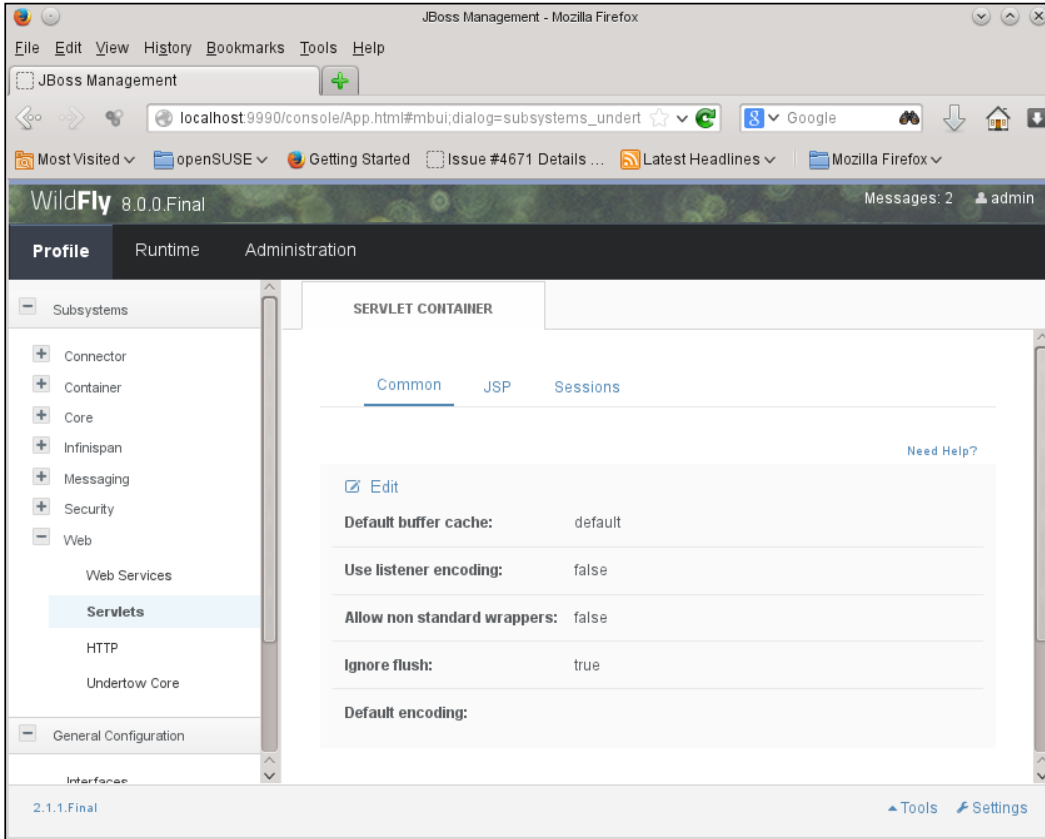 JBoss Management - Mozilla Firefox
File Edit View History Bookmarks Tools Help
JBoss Management
localhost:9990/console/App.html#mbui;dialog=subsystems_undert
8 Google
Most Visited openSUSE Getting Started Issue #4671 Details ... Latest Headlines Mozilla Firefox
WildFly 8.0.0.Final
Messages: 2 admin
Profile Runtime Administration
Subsystems
Connector
Container
Core
Infinispan
Messaging
Security
Web
Web Services
Servlets
HTTP
Undertow Core
General Configuration
Interfaces
SERVLET CONTAINER
Common JSP Sessions
Need Help?
Edit
Default buffer cache: default
Use listener encoding: false
Allow non standard wrappers: false
Ignore flush: true
Default encoding:
2.1.1.Final
Tools Settings